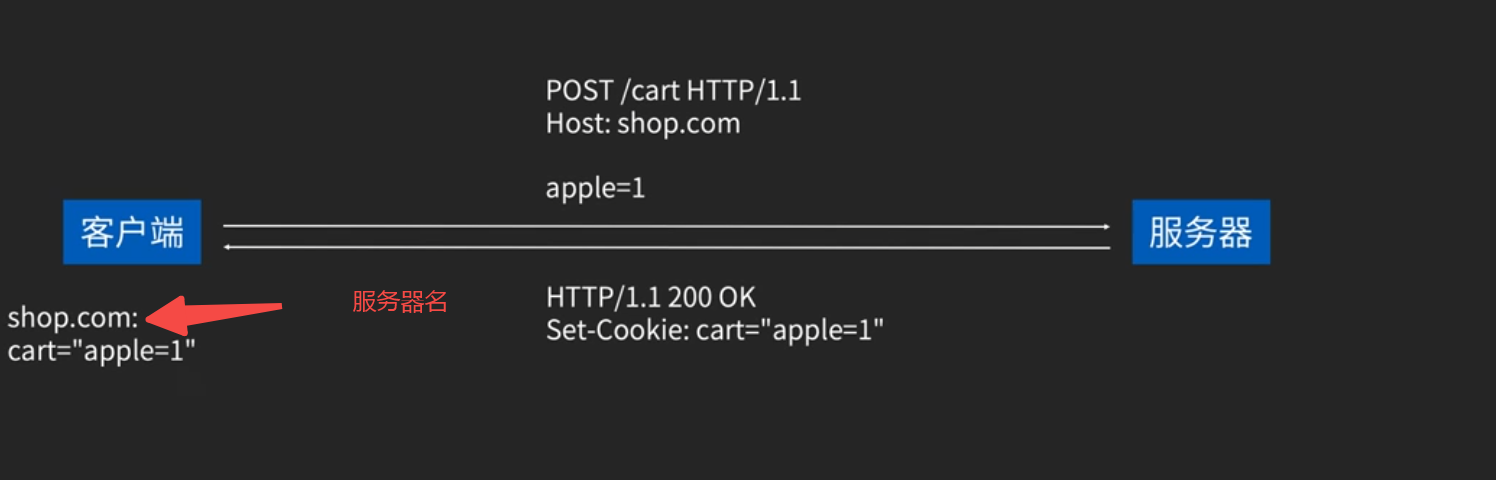 POST /cart HTTP/1.1
Host: shop.com
apple=1
客户端
服务器
shop.com:
cart="apple=1"
服务器名
HTTP/1.1 200 OK
Set-Cookie: cart="apple=1"